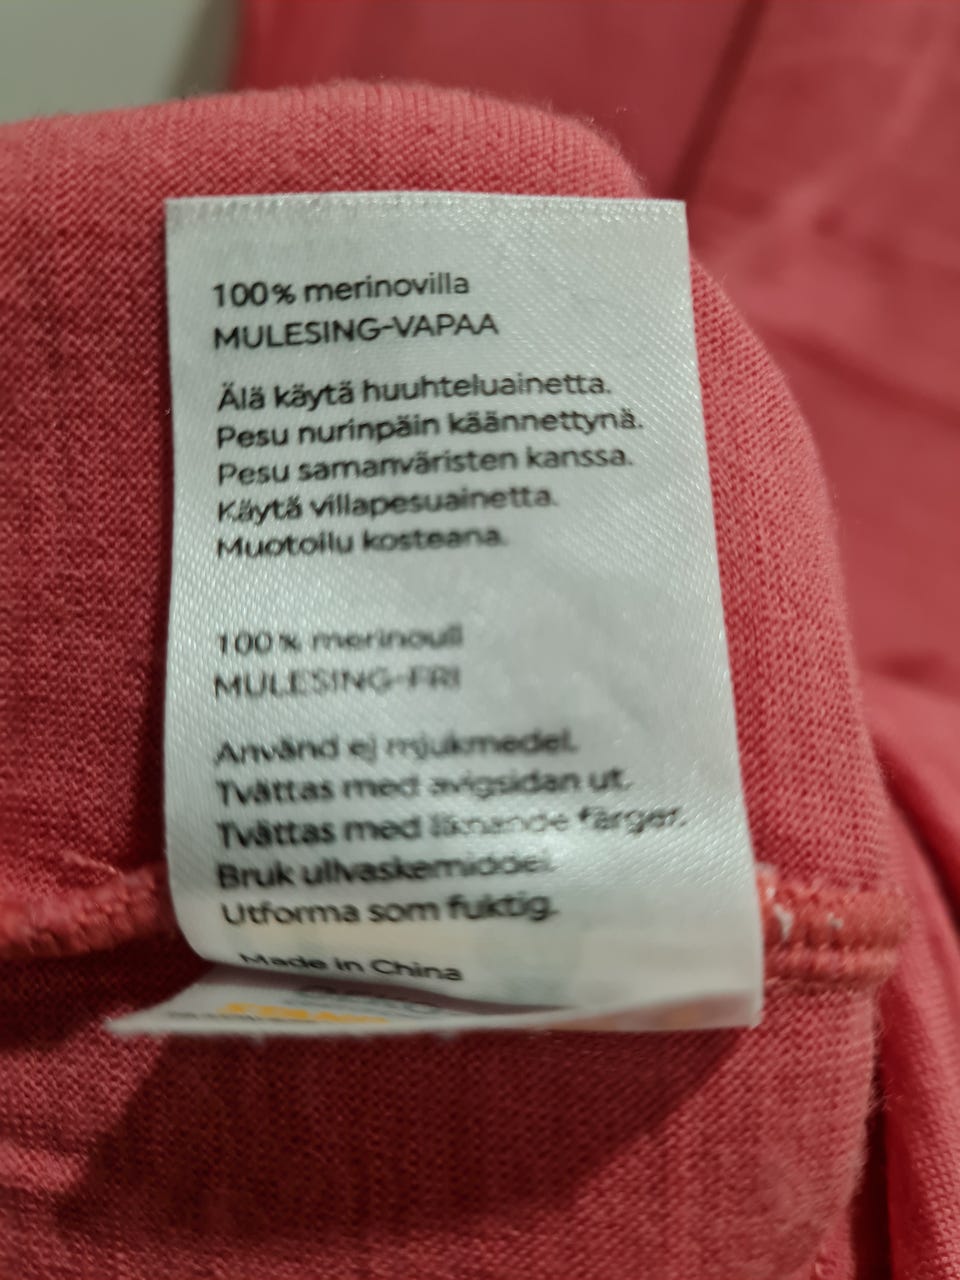 100% merinovilla
MULESING-VAPAA
Älä käytä huuhteluainetta.
Pesu nurinpäin käännettynä.
Pesu samanväristen kanssa.
Käytä villapesuainetta.
Muotoilu kosteana.
100% merinoull
MULESING-FRI
Använd ej mjukmedel.
Tvättas med avigsidan ut.
Tvättas med liknande färger.
Bruk ullvaskemiddel.
Utforma som fuktig.
Made in China